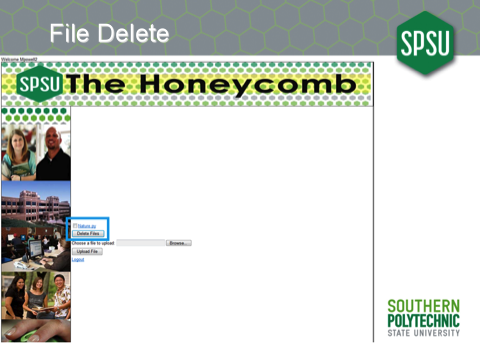 File Delete
SPSU
Welcome
SPSU The Honeycomb
Delete Files
Choose a file to upload:
Browse...
Upload File
Logout
SOUTHERN
POLYTECHNIC
STATE UNIVERSITY